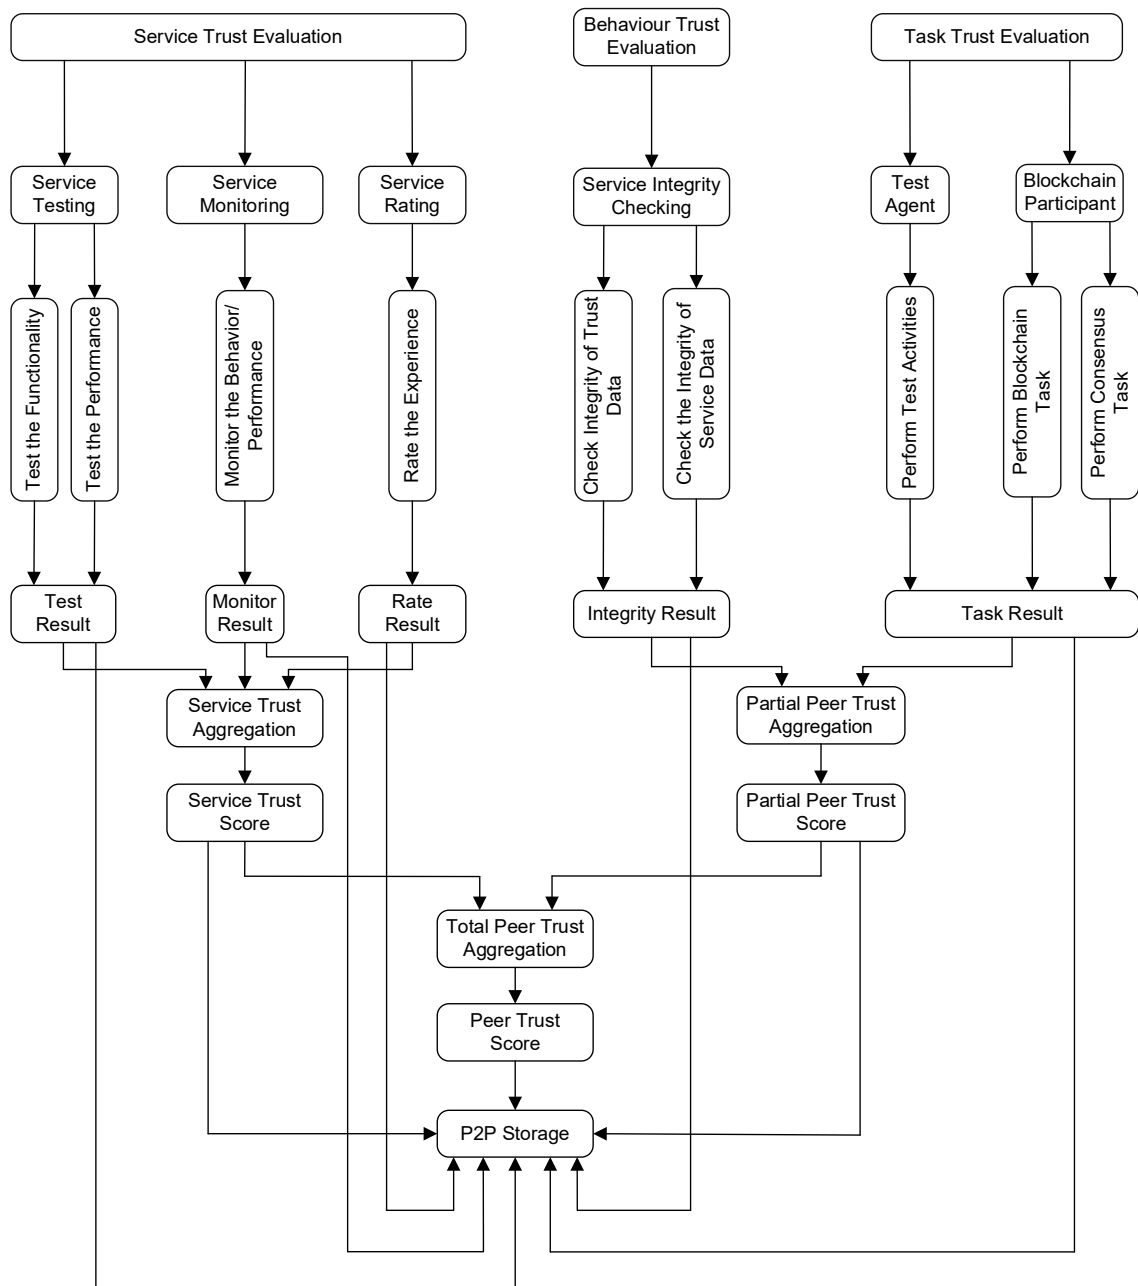 Service Trust Evaluation
Behaviour Trust
Evaluation
Task Trust Evaluation
Service
Testing
Service
Monitoring
Service
Rating
Service Integrity
Checking
Test
Agent
Blockchain
Participant
Test the Functionality
Test the Performance
Monitor the Behavior/
Performance
Rate the Experience
Check Integrity of Trust
Data
Check the Integrity of
Service Data
Perform Test Activities
Perform Blockchain
Task
Perform Consensus
Task
Test
Result
Monitor
Result
Rate
Result
Integrity Result
Task Result
Service Trust
Aggregation
Partial Peer Trust
Aggregation
Service Trust
Score
Partial Peer Trust
Score
Total Peer Trust
Aggregation
Peer Trust
Score
P2P Storage